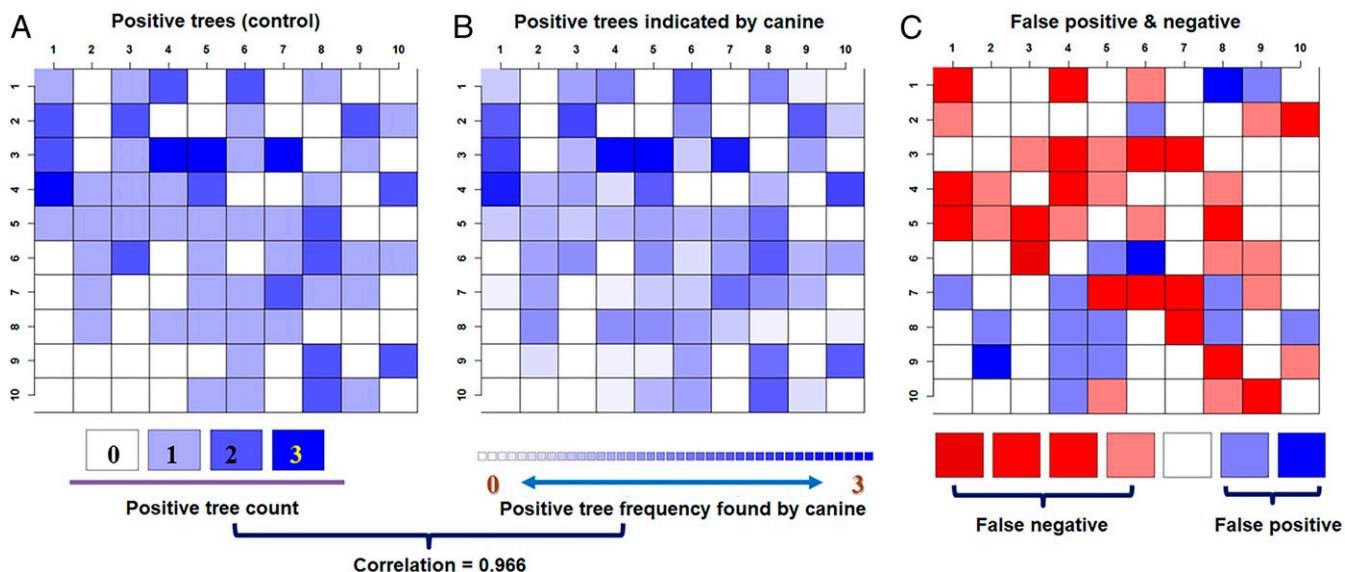 A
Positive trees (control)
1 2 3 4 5 6 7 8 9 10
1
2
3
4
5
6
7
8
9
10
0 1 2 3
Positive tree count
B
Positive trees indicated by canine
1 2 3 4 5 6 7 8 9 10
1
2
3
4
5
6
7
8
9
10
0 3
Positive tree frequency found by canine
Correlation = 0.966
C
False positive & negative
1 2 3 4 5 6 7 8 9 10
1
2
3
4
5
6
7
8
9
10
False negative
False positive